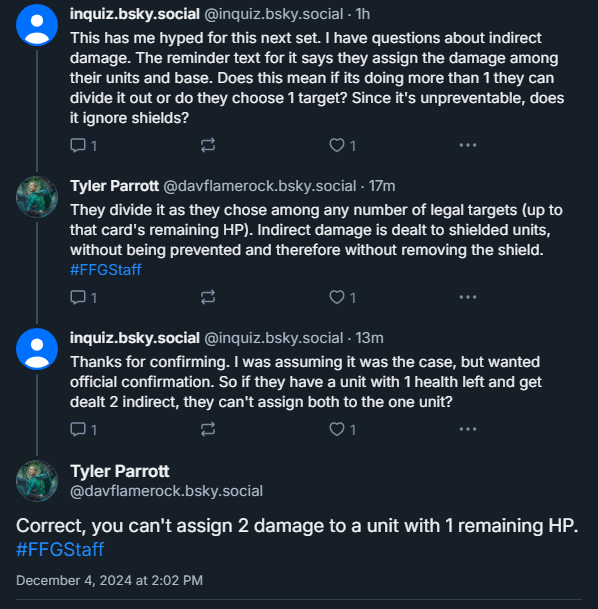 inquiz.bsky.social @inquiz.bsky.social · 1h
This has me hyped for this next set. I have questions about indirect
damage. The reminder text for it says they assign the damage among
their units and base. Does this mean if its doing more than 1 they can
divide it out or do they choose 1 target? Since it's unpreventable, does
it ignore shields?
1 1
Tyler Parrott @davflamerock.bsky.social · 17m
They divide it as they chose among any number of legal targets (up to
that card's remaining HP). Indirect damage is dealt to shielded units,
without being prevented and therefore without removing the shield.
#FFGStaff
1 1
inquiz.bsky.social @inquiz.bsky.social · 13m
Thanks for confirming. I was assuming it was the case, but wanted
official confirmation. So if they have a unit with 1 health left and get
dealt 2 indirect, they can't assign both to the one unit?
1 1
Tyler Parrott
@davflamerock.bsky.social
Correct, you can't assign 2 damage to a unit with 1 remaining HP.
#FFGStaff
December 4, 2024 at 2:02 PM